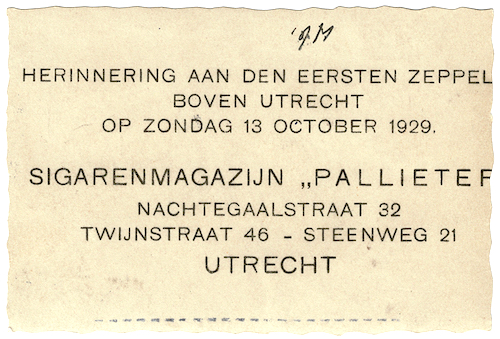 HERINNERING AAN DEN EERSTEN ZEPPEL
BOVEN UTRECHT
OP ZONDAG 13 OCTOBER 1929.
SIGARENMAGAZIJN „PALLIETE
NACHTEGAALSTRAAT 32
TWIJNSTRAAT 46 - STEENWEG 21
UTRECHT